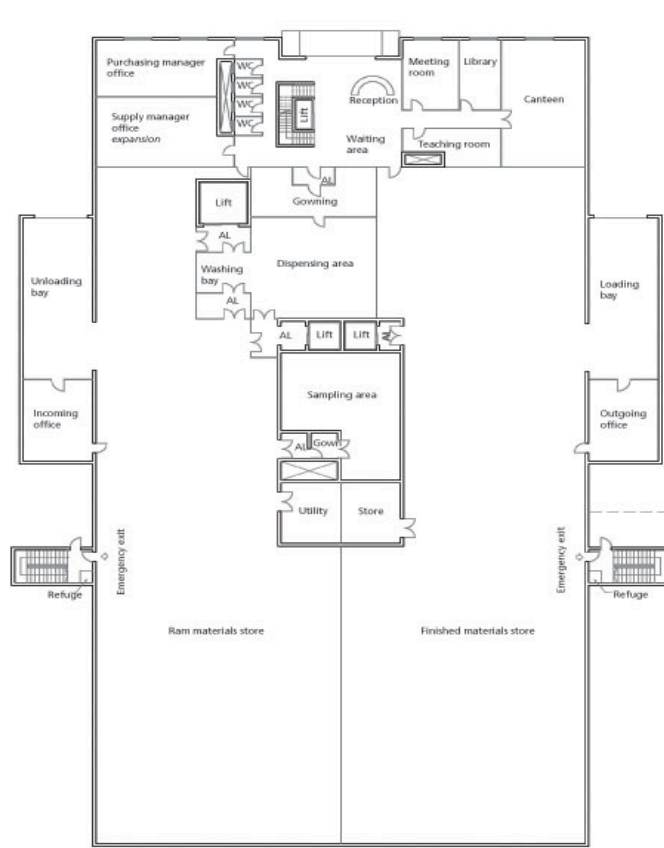 Purchasing manager
office
WC
WC
WC
WC
Supply manager
office
expansion
Lift
Reception
Waiting
area
Meeting
room
Library
Canteen
Teaching room
AL
Gowning
Lift
AL
Washing
bay
AL
Dispensing area
Unloading
bay
Loading
bay
AL
Lift
Lift
AL
Sampling area
Incoming
office
Outgoing
office
AL
Gown
Utility
Store
Emergency exit
Emergency exit
Refuge
Refuge
Ram materials store
Finished materials store